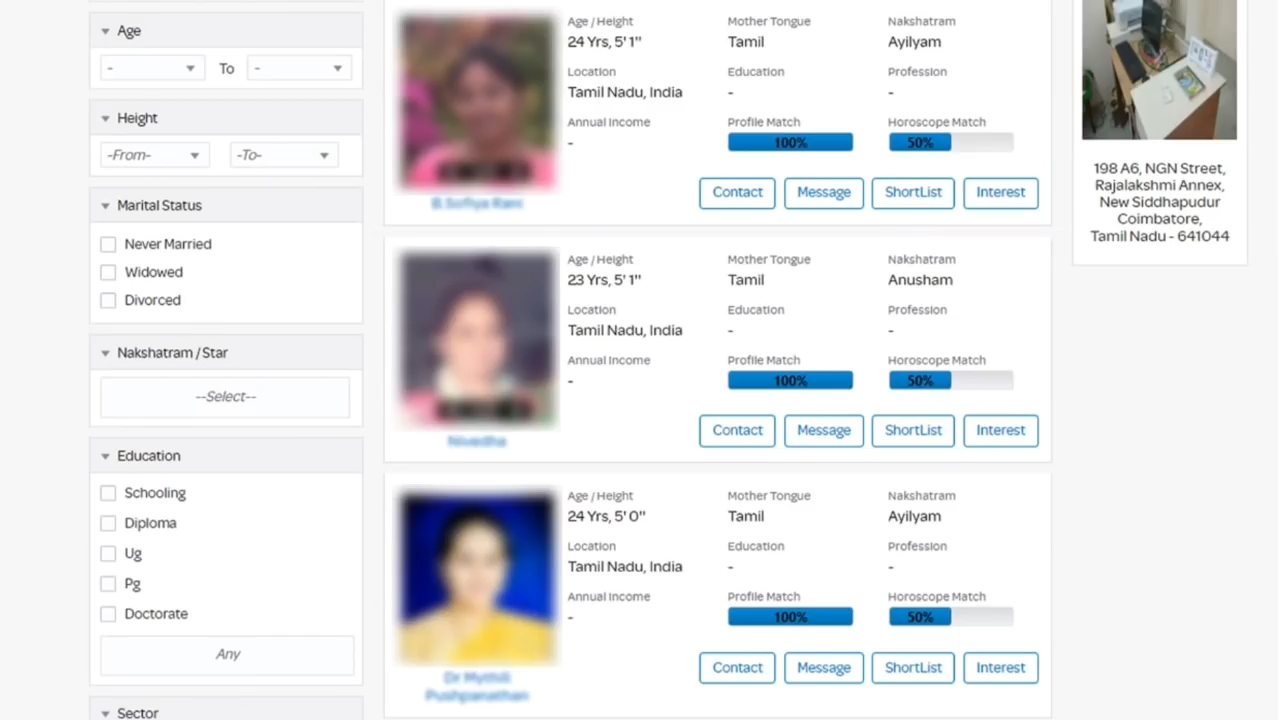 Age
-
To
-
Height
-From-
-To-
Marital Status
Never Married
Widowed
Divorced
Nakshatram / Star
--Select--
Education
Schooling
Diploma
Ug
Pg
Doctorate
Any
Sector
Age / Height
Mother Tongue
Nakshatram
24 Yrs, 5' 1"
Tamil
Ayilyam
Location
Education
Profession
Tamil Nadu, India
-
-
Annual Income
Profile Match
Horoscope Match
-
100%
50%
Contact
Message
ShortList
Interest
Age / Height
Mother Tongue
Nakshatram
23 Yrs, 5' 1"
Tamil
Anusham
Location
Education
Profession
Tamil Nadu, India
-
-
Annual Income
Profile Match
Horoscope Match
-
100%
50%
Contact
Message
ShortList
Interest
Age / Height
Mother Tongue
Nakshatram
24 Yrs, 5' 0"
Tamil
Ayilyam
Location
Education
Profession
Tamil Nadu, India
-
-
Annual Income
Profile Match
Horoscope Match
-
100%
50%
Contact
Message
ShortList
Interest
198 A6, NGN Street,
Rajalakshmi Annex,
New Siddhapudur
Coimbatore,
Tamil Nadu - 641044